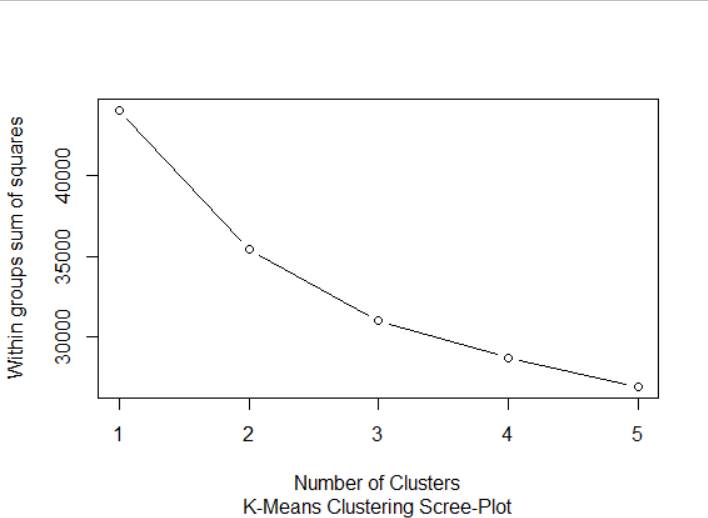 Within groups sum of squares
40000
35000
30000
1 2 3 4 5
Number of Clusters
K-Means Clustering Scree-Plot